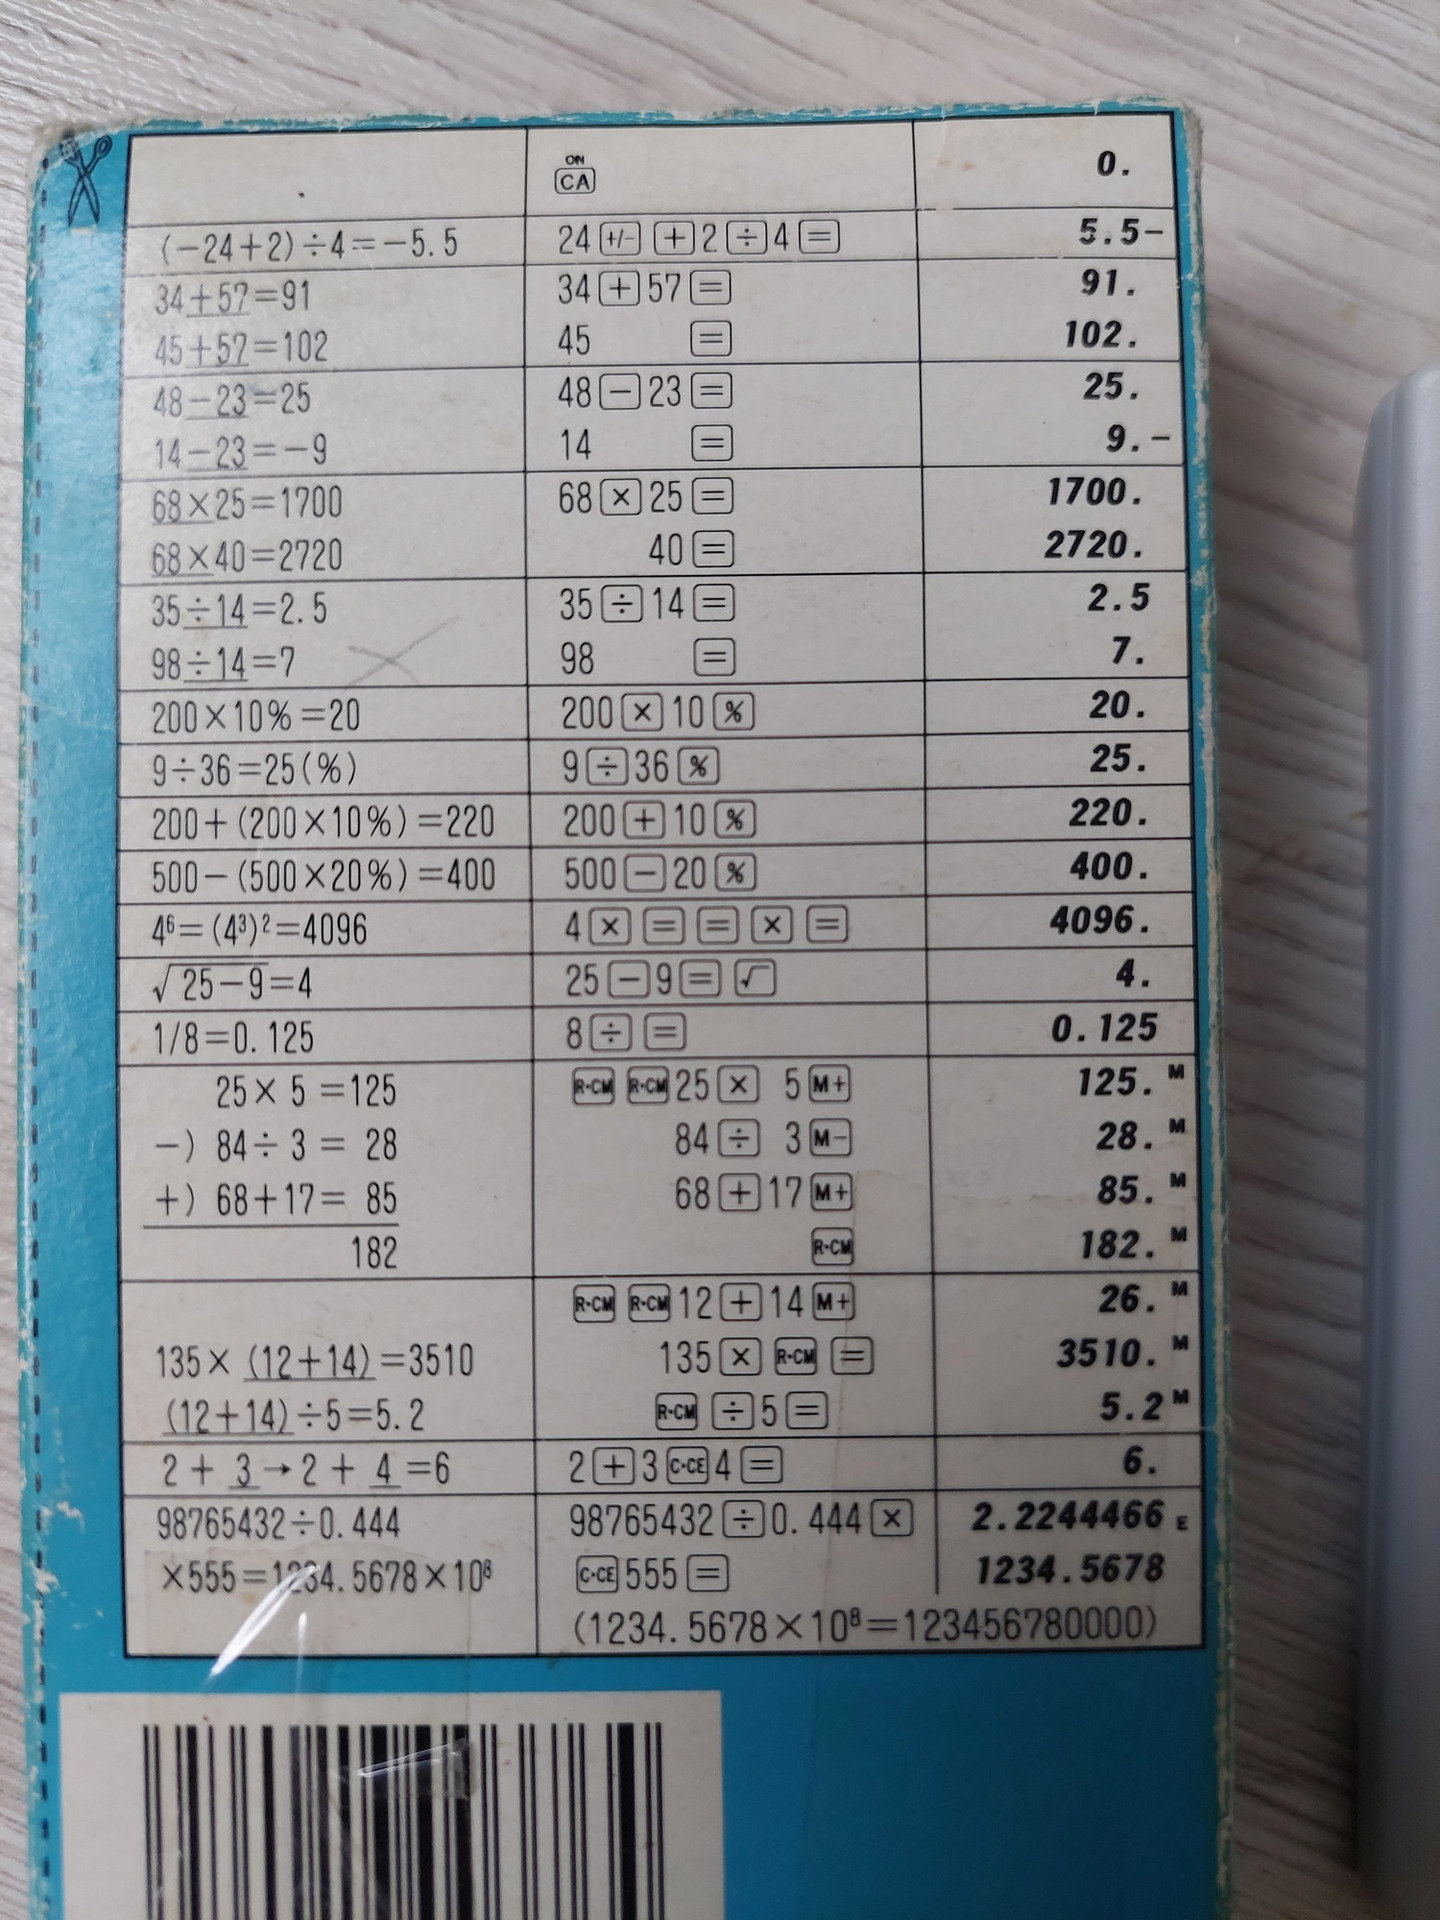 ON
CA 0.
(−24+2)÷4=−5.5 24 +/− + 2 ÷ 4 = 5.5−
34+57=91 34 + 57 = 91.
45+57=102 45 = 102.
48−23=25 48 − 23 = 25.
14−23=−9 14 = 9.−
68×25=1700 68 × 25 = 1700.
68×40=2720 40 = 2720.
35÷14=2.5 35 ÷ 14 = 2.5
98÷14=7 98 = 7.
200×10%=20 200 × 10 % 20.
9÷36=25(%) 9 ÷ 36 % 25.
200+(200×10%)=220 200 + 10 % 220.
500−(500×20%)=400 500 − 20 % 400.
4⁶=(4³)²=4096 4 × = = × = 4096.
√25−9=4 25 − 9 = √ 4.
1/8=0.125 8 ÷ = 0.125
25×5=125 R·CM R·CM 25 × 5 M+ 125. M
−) 84÷3=28 84 ÷ 3 M− 28. M
+) 68+17=85 68 + 17 M+ 85. M
182 R·CM 182. M
R·CM R·CM 12 + 14 M+ 26. M
135×(12+14)=3510 135 × R·CM = 3510. M
(12+14)÷5=5.2 R·CM ÷ 5 = 5.2 M
2+3→2+4=6 2 + 3 C·CE 4 = 6.
98765432÷0.444 98765432 ÷ 0.444 × 2.2244466 E
×555=1234.5678×10⁸ C·CE 555 = 1234.5678
(1234.5678×10⁸=123456780000)